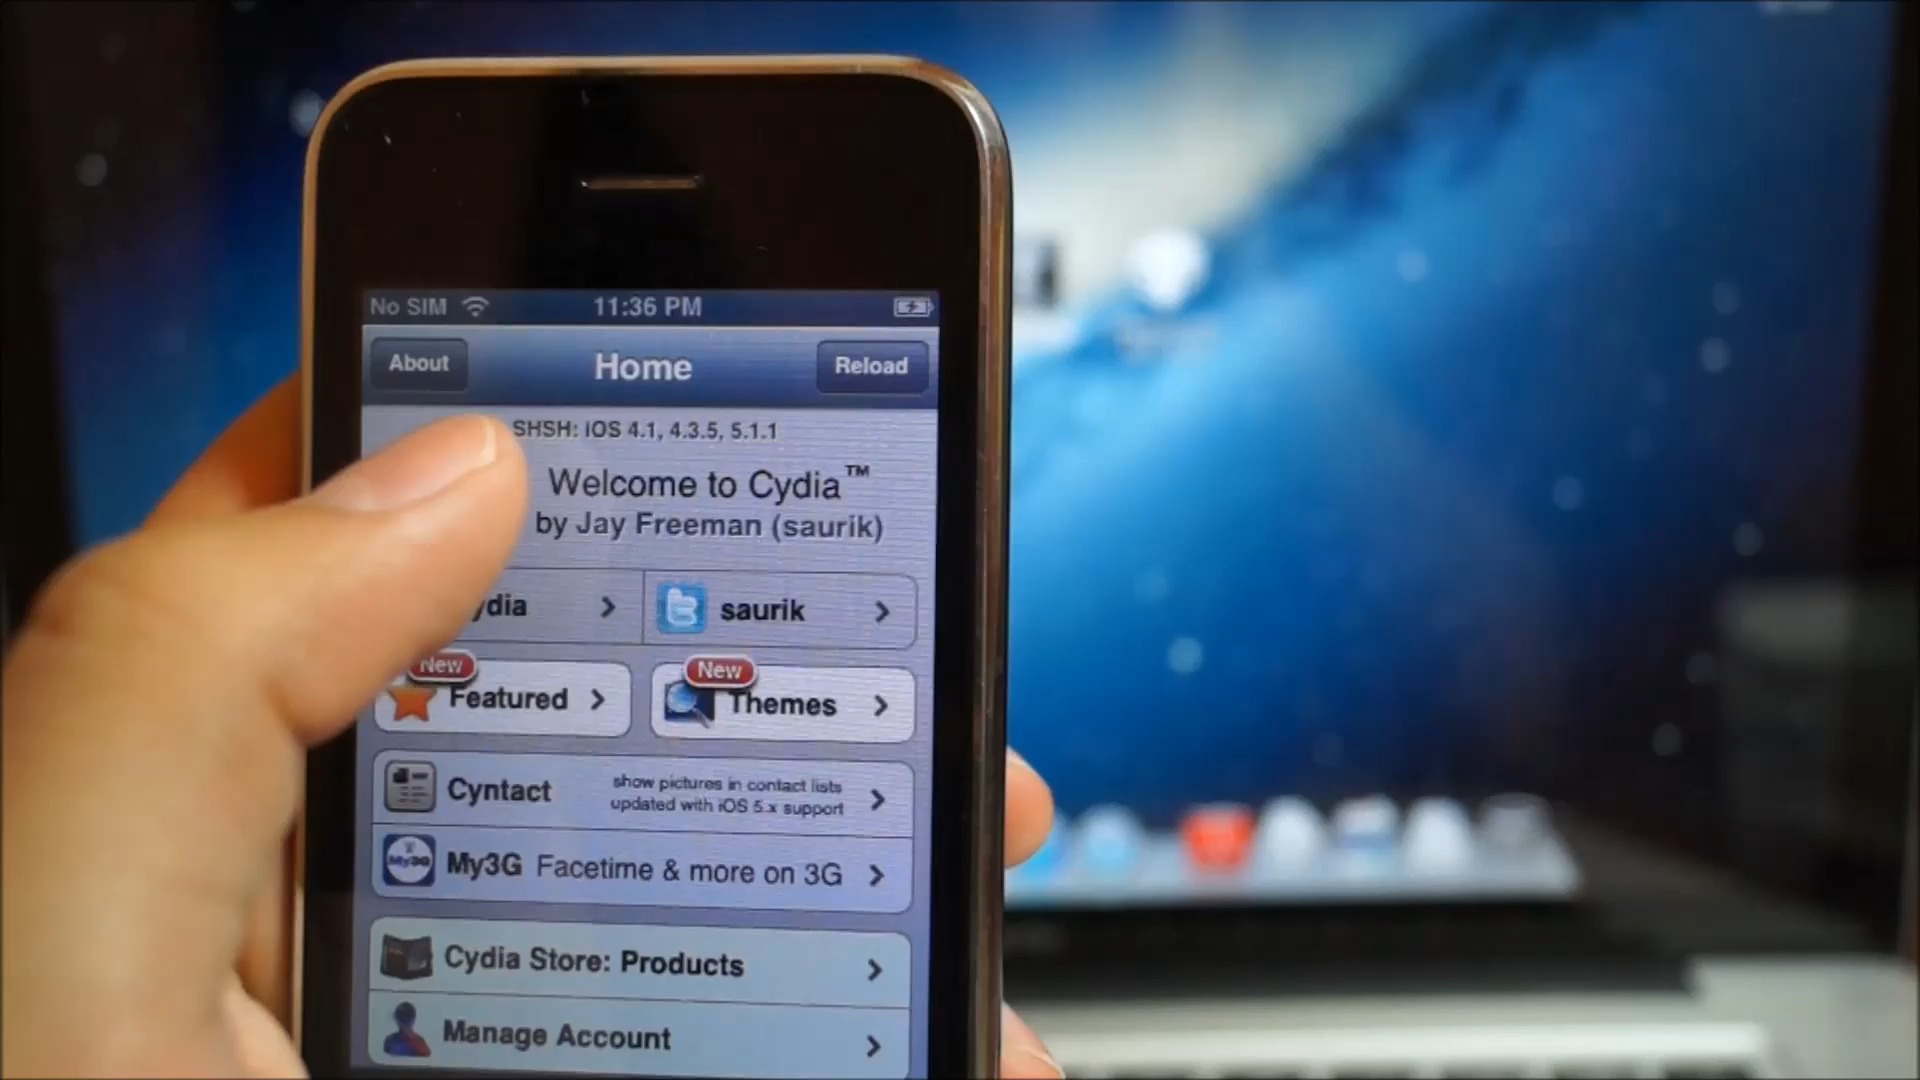 No SIM 11:36 PM
About Home Reload
SHSH: iOS 4.1, 4.3.5, 5.1.1
Welcome to Cydia™
by Jay Freeman (saurik)
ydia saurik
New New
Featured Themes
Cyntact show pictures in contact lists
updated with iOS 5.x support
My3G My3G Facetime & more on 3G
Cydia Store: Products
Manage Account